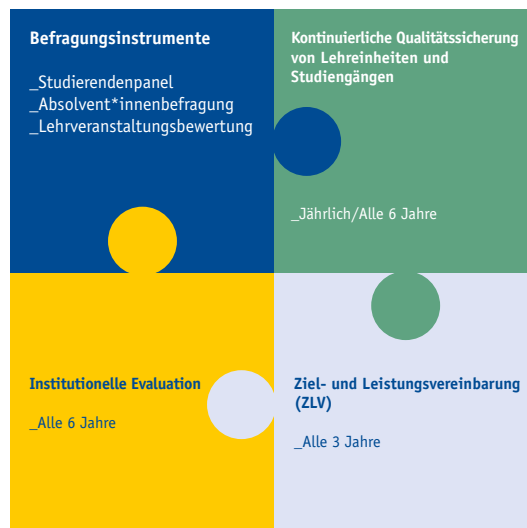 Befragungsinstrumente
_Studierendenpanel
_Absolvent*innenbefragung
_Lehrveranstaltungsbewertung
Kontinuierliche Qualitätssicherung
von Lehreinheiten und
Studiengängen
_Jährlich/Alle 6 Jahre
Institutionelle Evaluation
_Alle 6 Jahre
Ziel- und Leistungsvereinbarung
(ZLV)
_Alle 3 Jahre